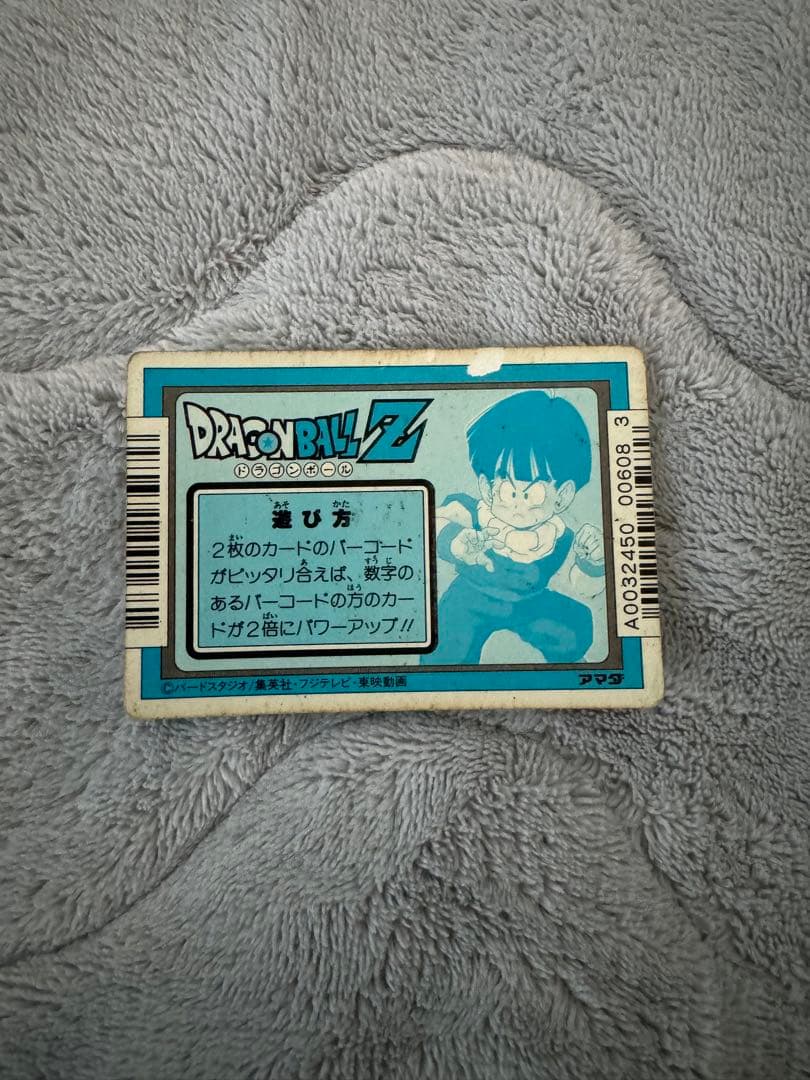 DRAGON BALL Z
ドラゴンボール
遊び方
2枚のカードのバーコード
がピッタリ合えば、数字の
あるバーコードの方のカー
ドが2倍にパワーアップ!!
©バードスタジオ/集英社・フジテレビ・東映動画
アマダ
A0032450 00608 3